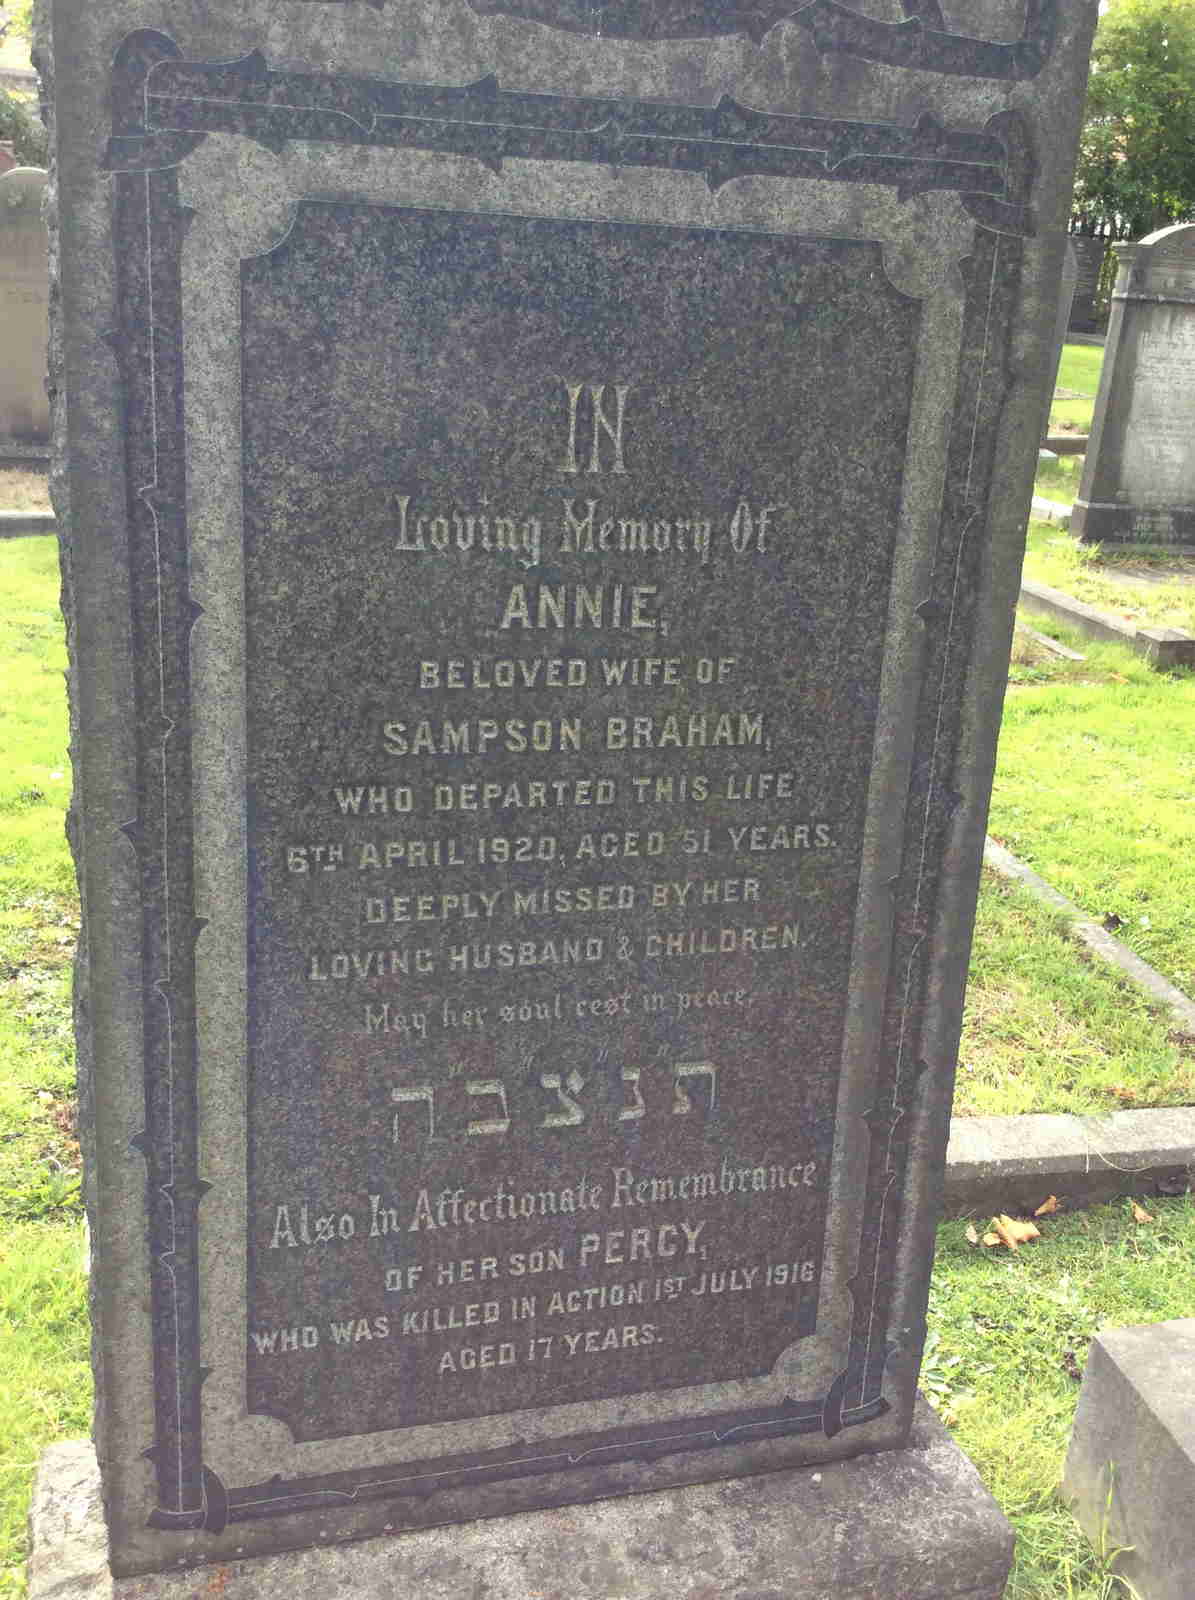 IN
Loving Memory Of
ANNIE,
BELOVED WIFE OF
SAMPSON BRAHAM,
WHO DEPARTED THIS LIFE
6TH APRIL 1920, AGED 51 YEARS.
DEEPLY MISSED BY HER
LOVING HUSBAND & CHILDREN.
May her soul rest in peace.
ת״נ״צ״ב״ה
Also In Affectionate Remembrance
OF HER SON PERCY,
WHO WAS KILLED IN ACTION 1ST JULY 1916
AGED 17 YEARS.